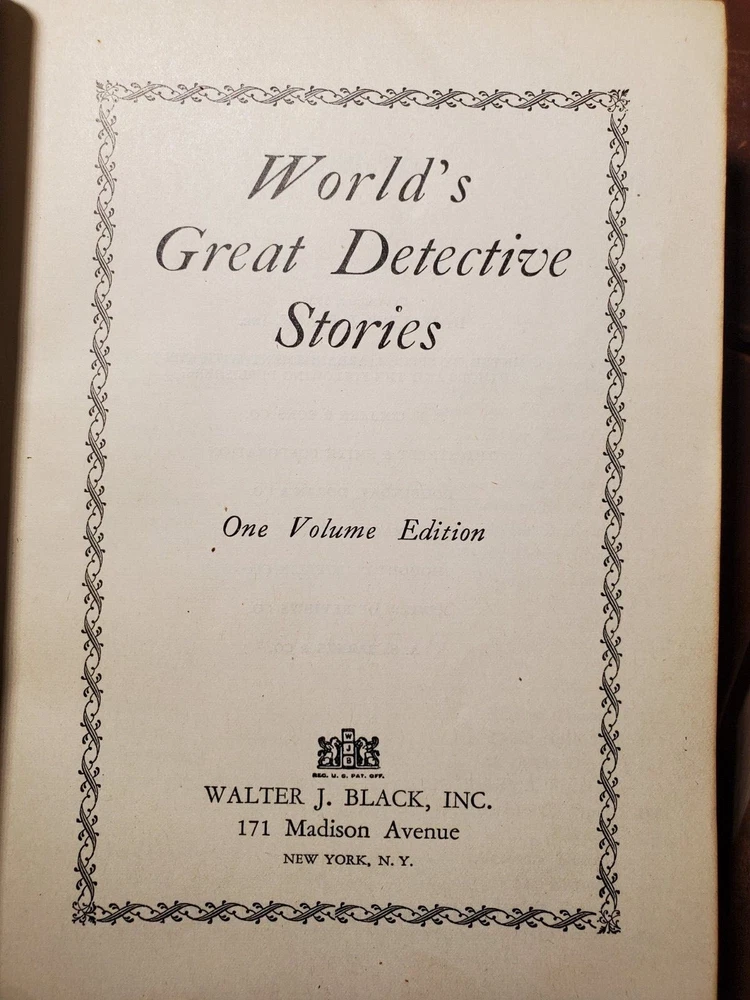 World's
Great Detective
Stories
One Volume Edition
W
J
B
REG. U. S. PAT. OFF.
WALTER J. BLACK, INC.
171 Madison Avenue
NEW YORK, N. Y.